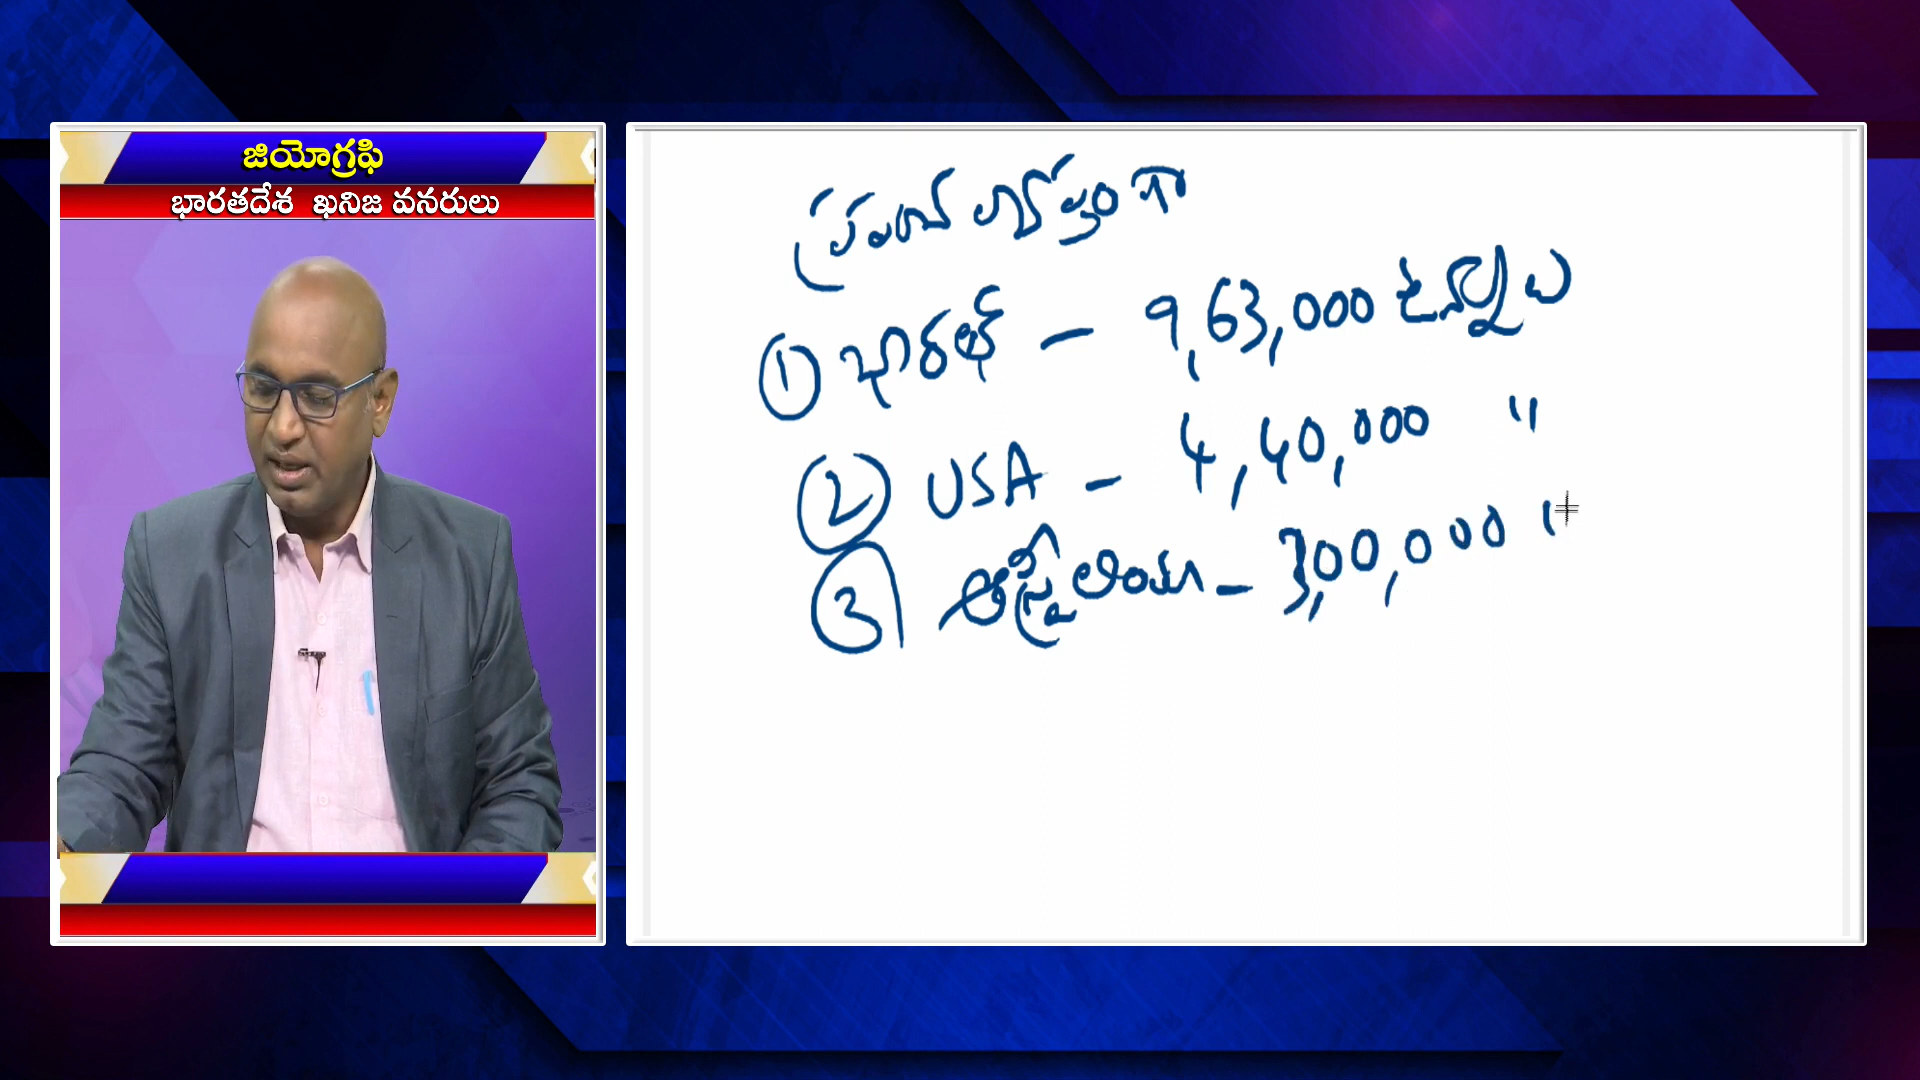 జియోగ్రఫి
భారతదేశ ఖనిజ వనరులు
ప్రపంచ వ్యాప్తంగా
① భారత్ - 9,63,000 టన్నులు
② USA - 4,40,000 "
③ ఆస్ట్రేలియా - 3,00,000 "